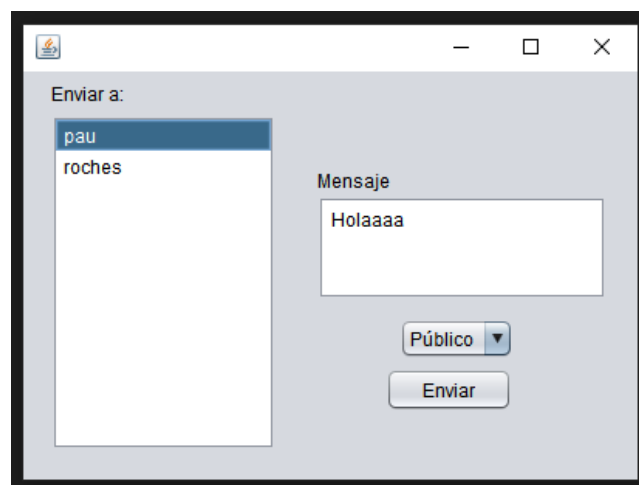 Enviar a:
pau
roches
Mensaje
Holaaaa
Público
Enviar